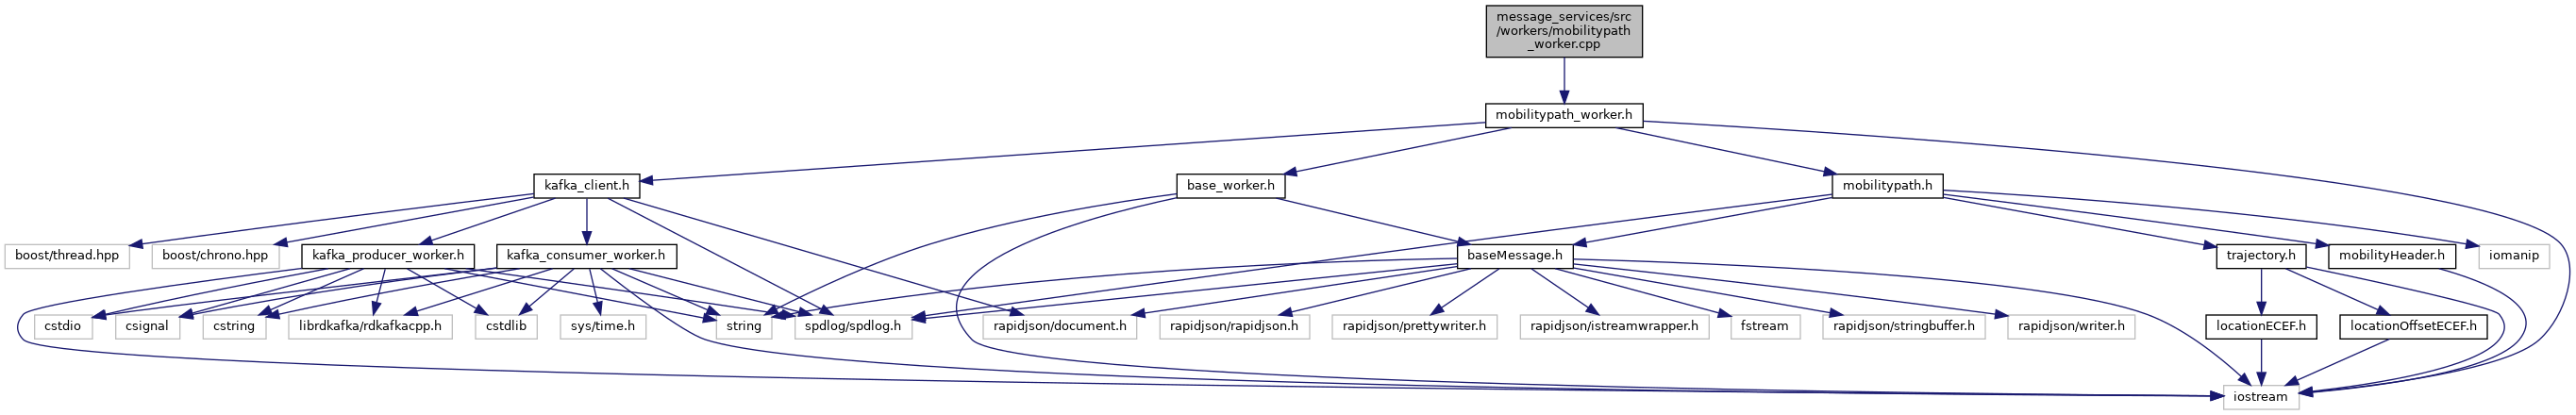 message_services/src
/workers/mobilitypath
_worker.cpp
mobilitypath_worker.h
kafka_client.h
base_worker.h
mobilitypath.h
boost/thread.hpp
boost/chrono.hpp
kafka_producer_worker.h
kafka_consumer_worker.h
baseMessage.h
trajectory.h
mobilityHeader.h
iomanip
cstdio
csignal
cstring
librdkafka/rdkafkacpp.h
cstdlib
sys/time.h
string
spdlog/spdlog.h
rapidjson/document.h
rapidjson/rapidjson.h
rapidjson/prettywriter.h
rapidjson/istreamwrapper.h
fstream
rapidjson/stringbuffer.h
rapidjson/writer.h
locationECEF.h
locationOffsetECEF.h
iostream